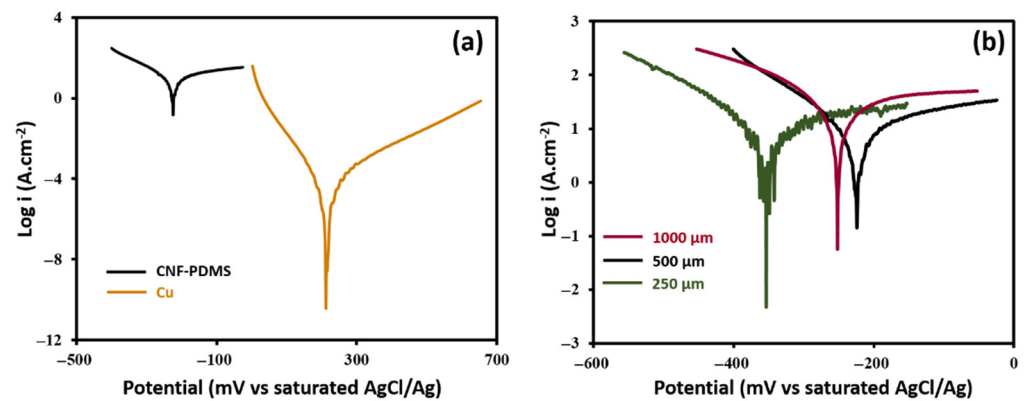 4
0
−4
−8
−12
−500
−100
300
700
Log i (A.cm-2)
Potential (mV vs saturated AgCl/Ag)
(a)
CNF-PDMS
Cu
3
2
1
0
−1
−2
−3
−600
−400
−200
0
Log i (A.cm-2)
Potential (mV vs saturated AgCl/Ag)
(b)
1000 µm
500 µm
250 µm